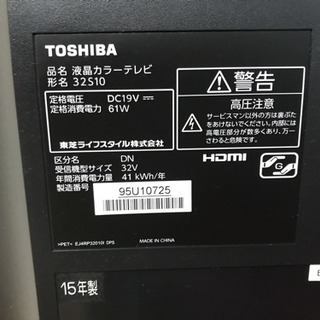 TOSHIBA
品名 液晶カラーテレビ
形名 32S10
定格電圧 DC19V
定格消費電力 61W
東芝ライフスタイル株式会社
区分名 DN
受信機型サイズ 32V
年間消費電力量 41 kWh/年
製造番号
95U10725
>PET< EJ4RP32010I DPS
MADE IN CHINA
15年製
警告
高圧注意
サービスマン以外の方は裏ぶたを
あけないでください。内部には高
電圧部分が数多くあり、万一
さわると危険です。
HDMI
G